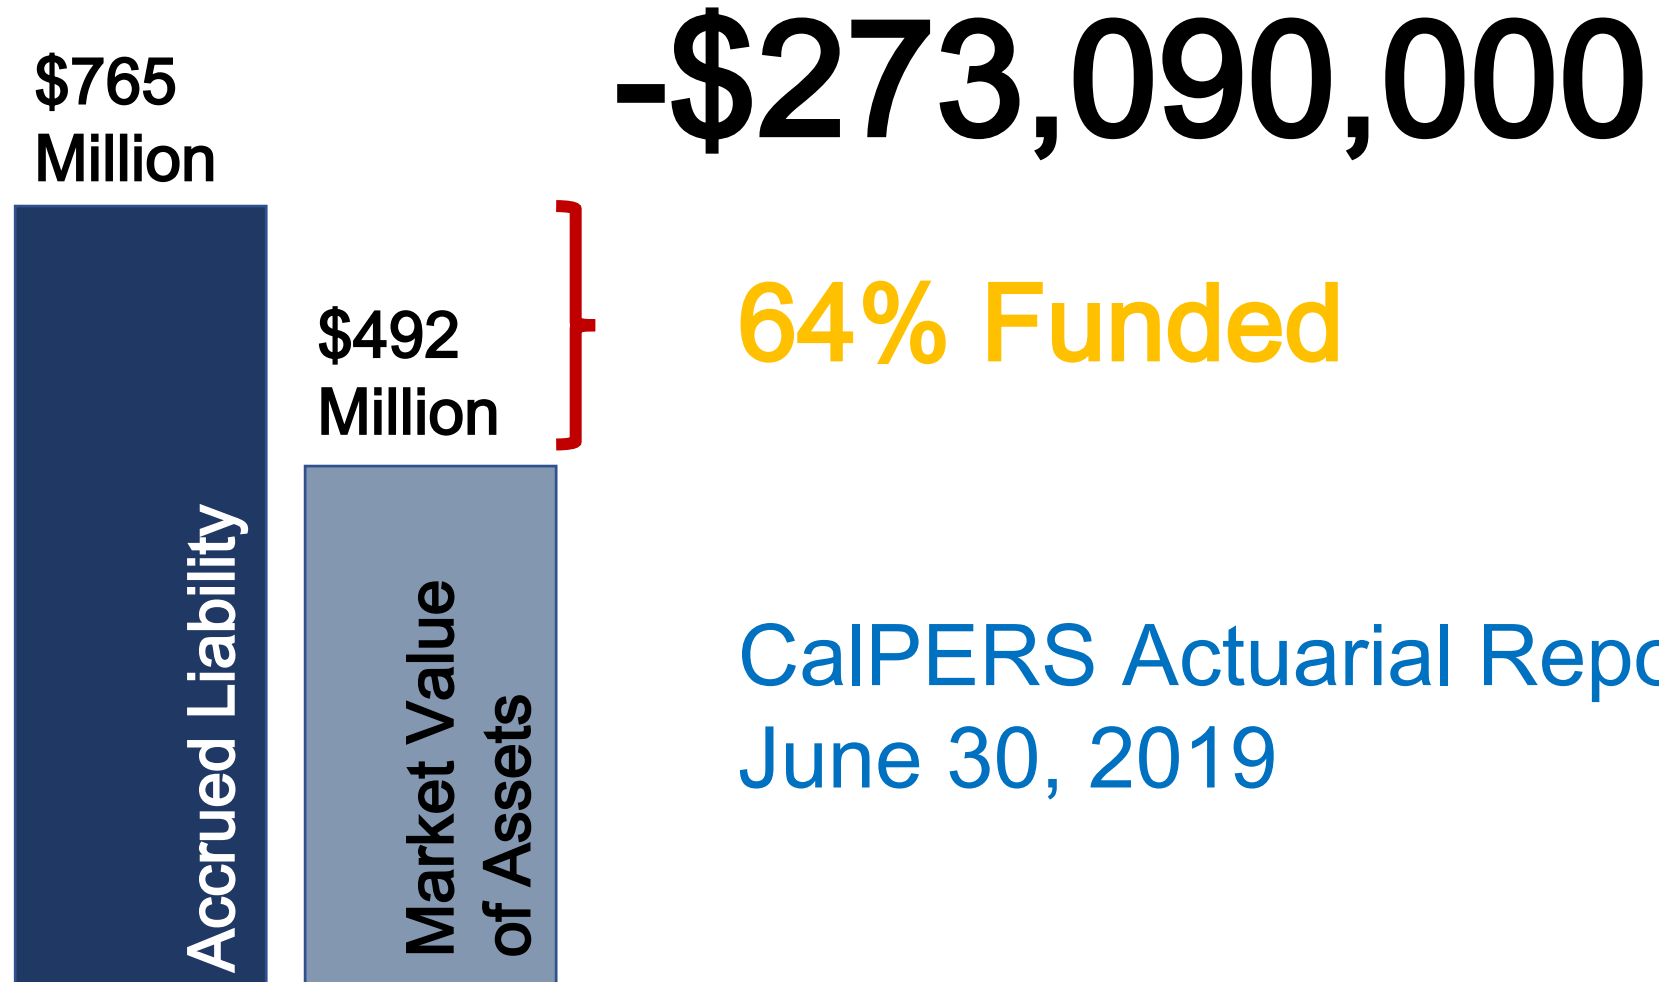 -$273,090,000
$765
Million
$492
Million
64% Funded
Accrued Liability
Market Value
of Assets
CalPERS Actuarial
June 30, 2019